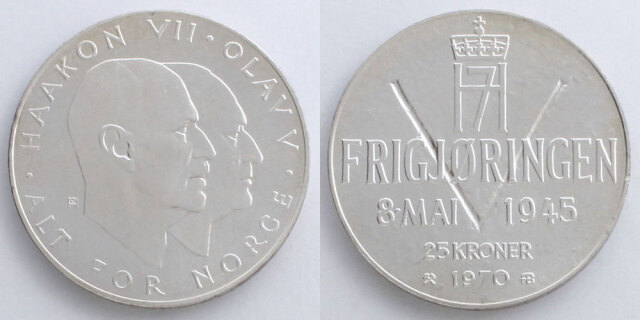 HAAKON VII · OLAV V ·
ALT FOR NORGE
H7
FRIGJØRINGEN
8·MAI V 1945
25 KRONER
1970